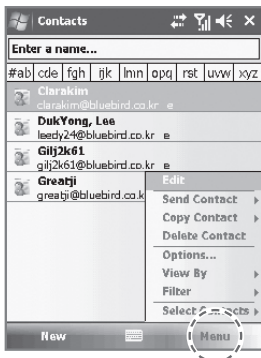 Contacts
Enter a name...
#ab cde fgh ijk lmn opq rst uvw xyz
Clarakim
clarakim@bluebird.co.kr e
DukYong, Lee
leedy24@bluebird.co.kr e
Gilj2k61
gilj2k61@bluebird.co.kr e
Greatji
greatji@bluebird.co.k
Edit
Send Contact
Copy Contact
Delete Contact
Options...
View By
Filter
Select Contacts
New Menu